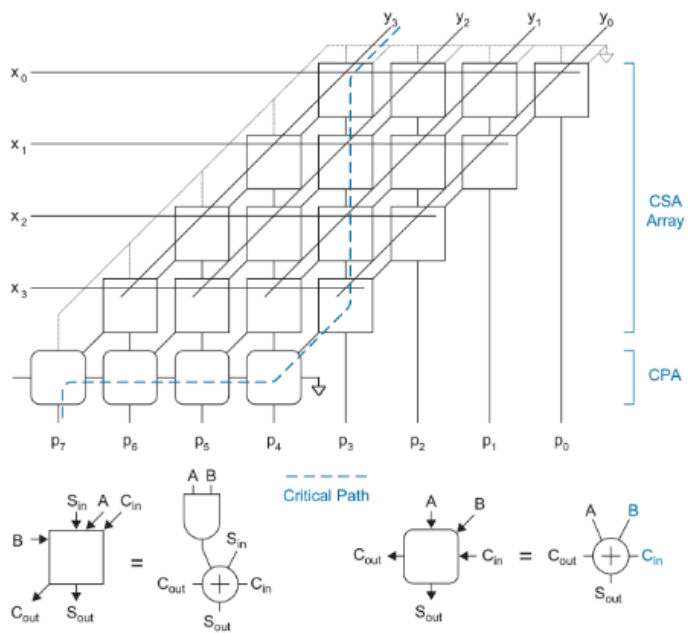 y₃ y₂ y₁ y₀
x₀
x₁
x₂
x₃
CSA
Array
CPA
p₇ p₆ p₅ p₄ p₃ p₂ p₁ p₀
Critical Path
A B
Sᵢₙ A Cᵢₙ
B
=
Sᵢₙ
Cₒᵤₜ Cᵢₙ
Sₒᵤₜ
Cₒᵤₜ Sₒᵤₜ
A B
Cₒᵤₜ Cᵢₙ
Sₒᵤₜ
=
A B
Cₒᵤₜ Cᵢₙ
Sₒᵤₜ